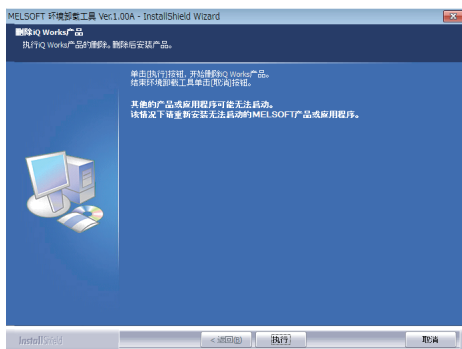 MELSOFT 环境卸载工具 Ver.1.00A - InstallShield Wizard
删除iQ Works产品
执行iQ Works产品的删除。删除后安装产品。
单击[执行]按钮，开始删除iQ Works产品。
结束环境卸载工具单击[取消]按钮。
其他的产品或应用程序可能无法启动。
该情况下请重新安装无法启动的MELSOFT产品或应用程序。
InstallShield
< 返回(B)
执行
取消